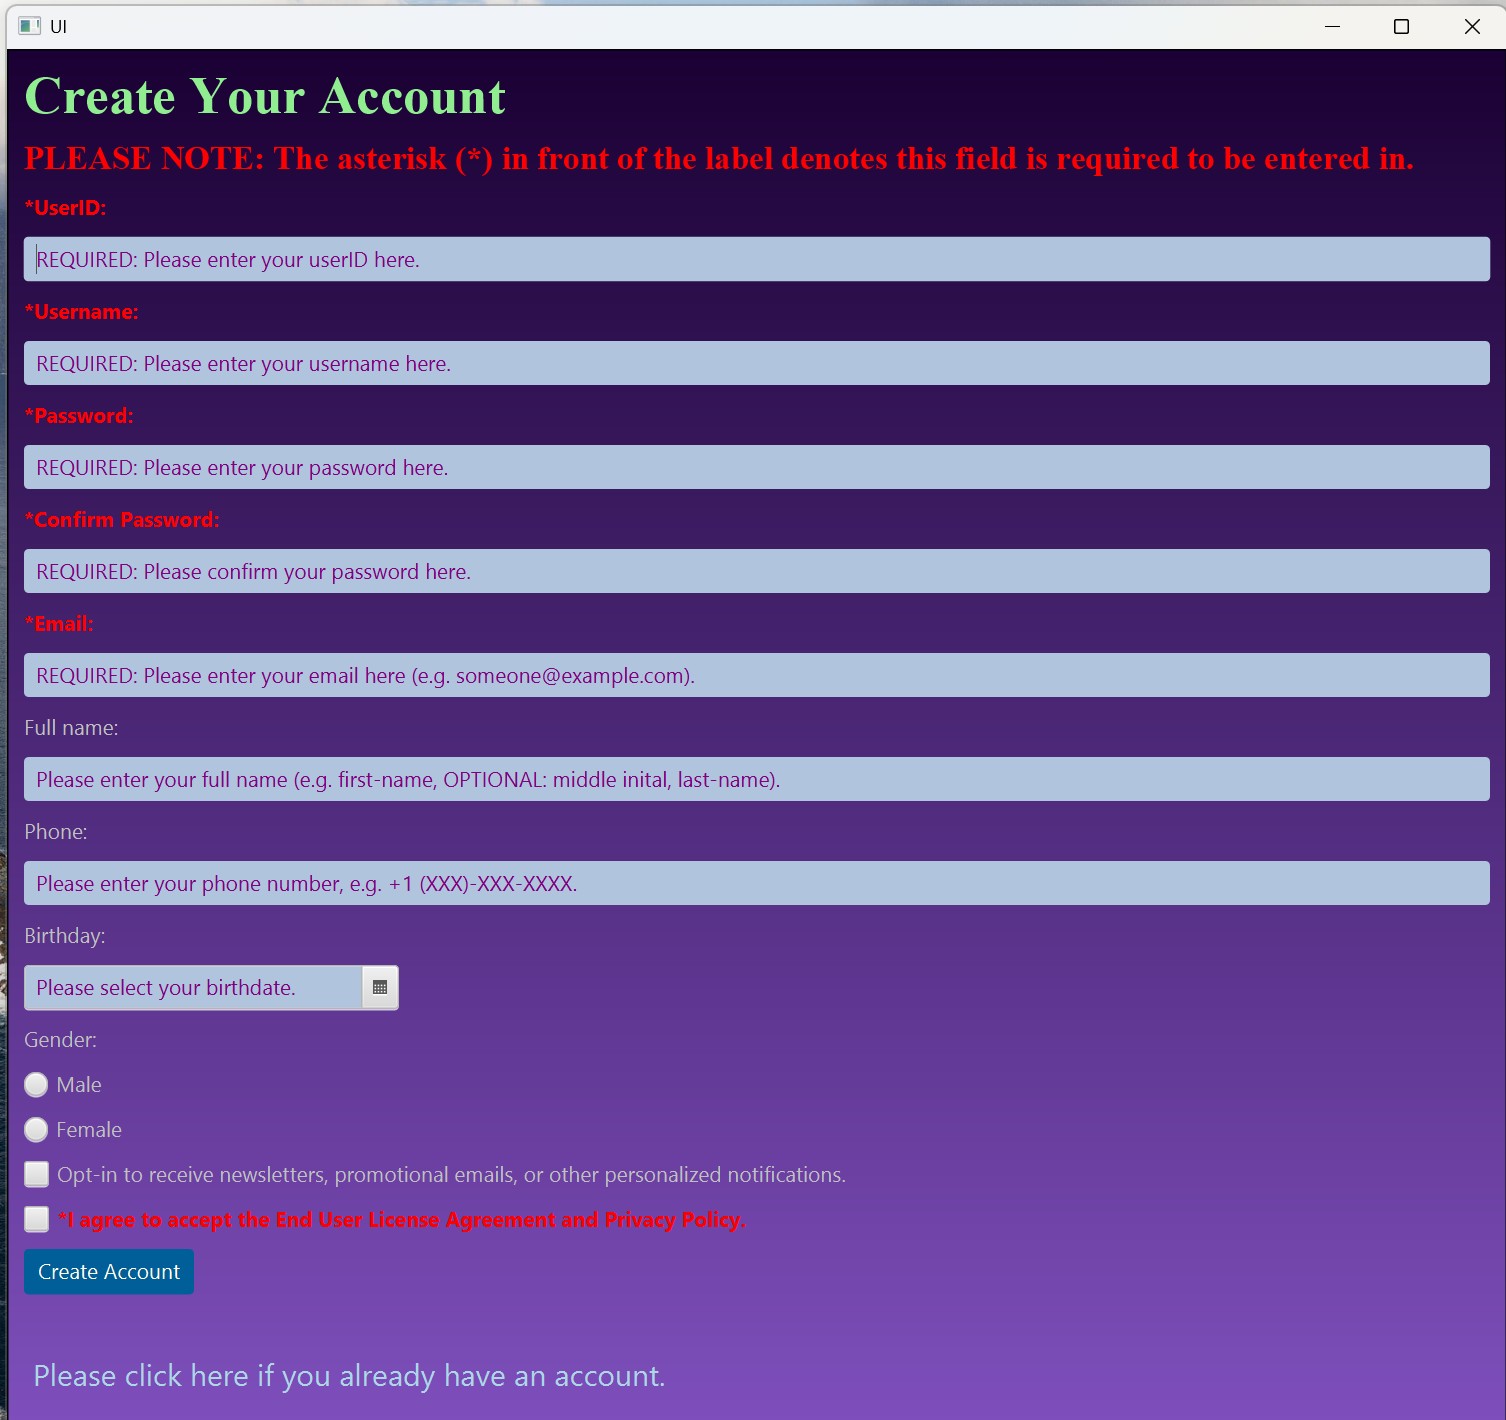 UI
Create Your Account
PLEASE NOTE: The asterisk (*) in front of the label denotes this field is required to be entered in.
*UserID:
REQUIRED: Please enter your userID here.
*Username:
REQUIRED: Please enter your username here.
*Password:
REQUIRED: Please enter your password here.
*Confirm Password:
REQUIRED: Please confirm your password here.
*Email:
REQUIRED: Please enter your email here (e.g. someone@example.com).
Full name:
Please enter your full name (e.g. first-name, OPTIONAL: middle inital, last-name).
Phone:
Please enter your phone number, e.g. +1 (XXX)-XXX-XXXX.
Birthday:
Please select your birthdate.
Gender:
Male
Female
Opt-in to receive newsletters, promotional emails, or other personalized notifications.
*I agree to accept the End User License Agreement and Privacy Policy.
Create Account
Please click here if you already have an account.